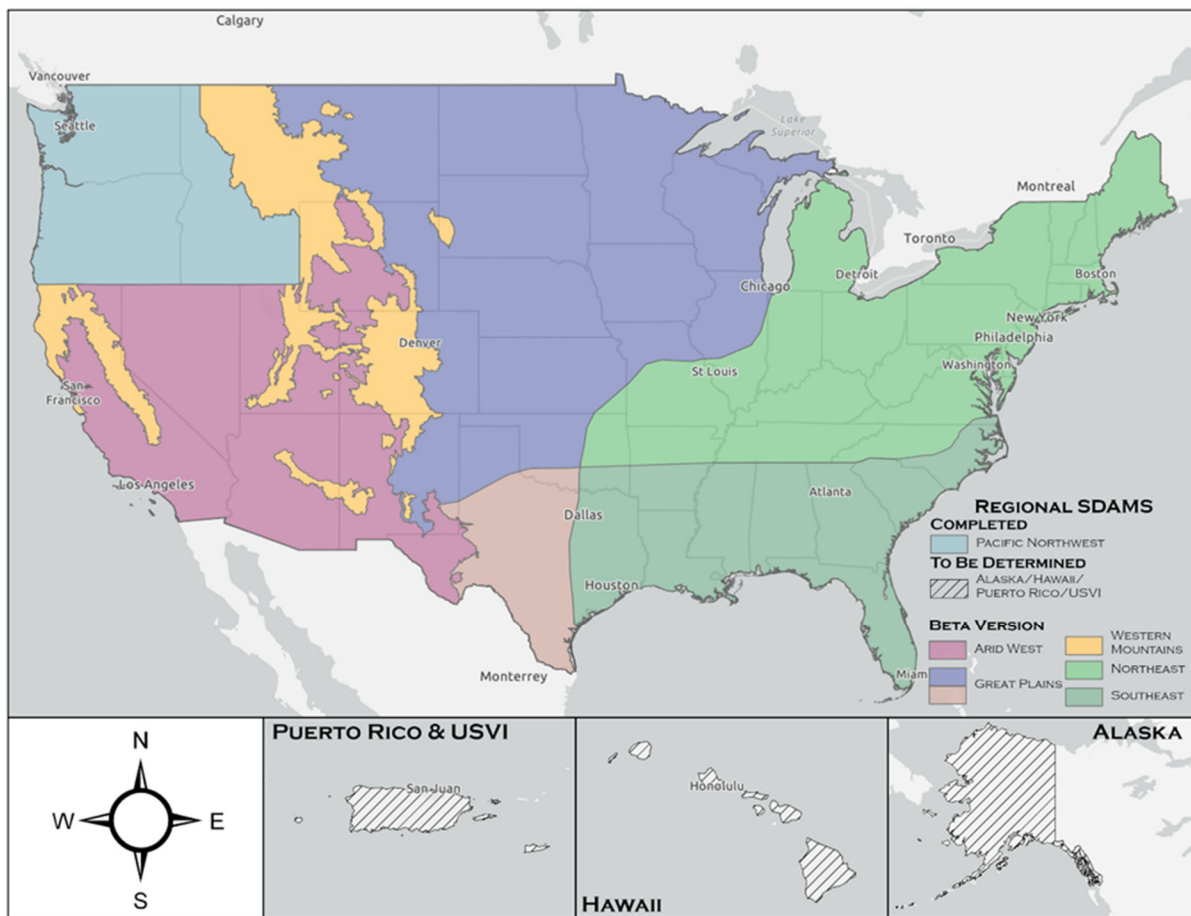 Calgary
Vancouver
Seattle
Lake
Superior
Montreal
Toronto
Boston
Detroit
Chicago
New York
Philadelphia
Denver
Washington
St Louis
San
Francisco
Los Angeles
Atlanta
Dallas
Houston
Monterrey
Miam
REGIONAL SDAMS
COMPLETED
PACIFIC NORTHWEST
TO BE DETERMINED
ALASKA/HAWAII/
PUERTO RICO/USVI
BETA VERSION
ARID WEST
GREAT PLAINS
WESTERN
MOUNTAINS
NORTHEAST
SOUTHEAST
N
W
E
S
PUERTO RICO & USVI
San Juan
Honolulu
HAWAII
ALASKA